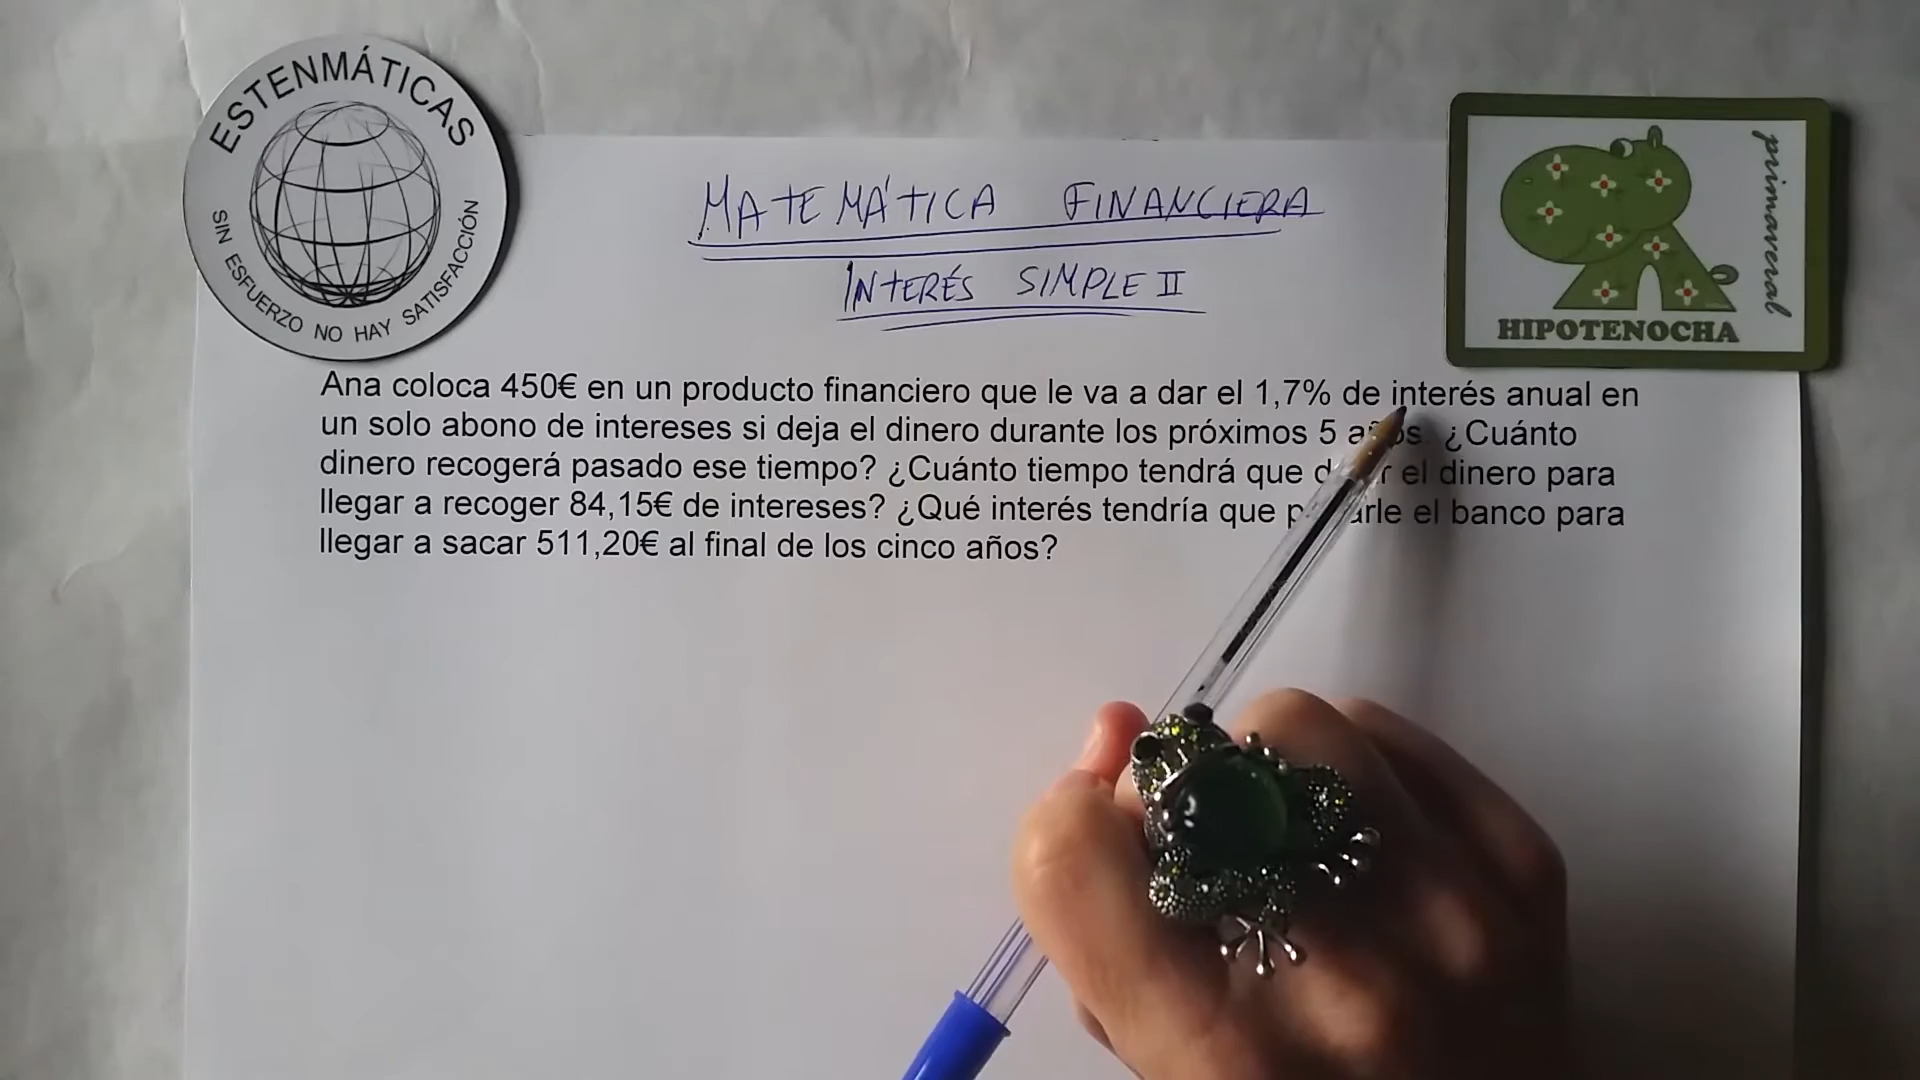 ESTENMÁTICAS
SIN ESFUERZO NO HAY SATISFACCIÓN
MATEMÁTICA FINANCIERA
INTERÉS SIMPLE II
primaveral
HIPOTENOCHA
Ana coloca 450€ en un producto financiero que le va a dar el 1,7% de interés anual en
un solo abono de intereses si deja el dinero durante los próximos 5 años. ¿Cuánto
dinero recogerá pasado ese tiempo? ¿Cuánto tiempo tendrá que el dinero para
llegar a recoger 84,15€ de intereses? ¿Qué interés tendría que el banco para
llegar a sacar 511,20€ al final de los cinco años?